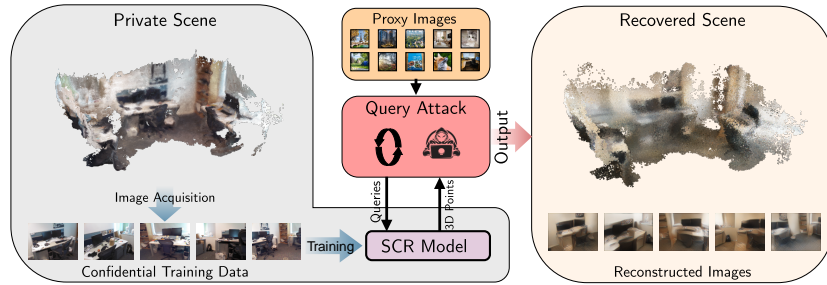 Private Scene
Image Acquisition
Confidential Training Data
Training
Proxy Images
Query Attack
Queries
3D Points
SCR Model
Output
Recovered Scene
Reconstructed Images